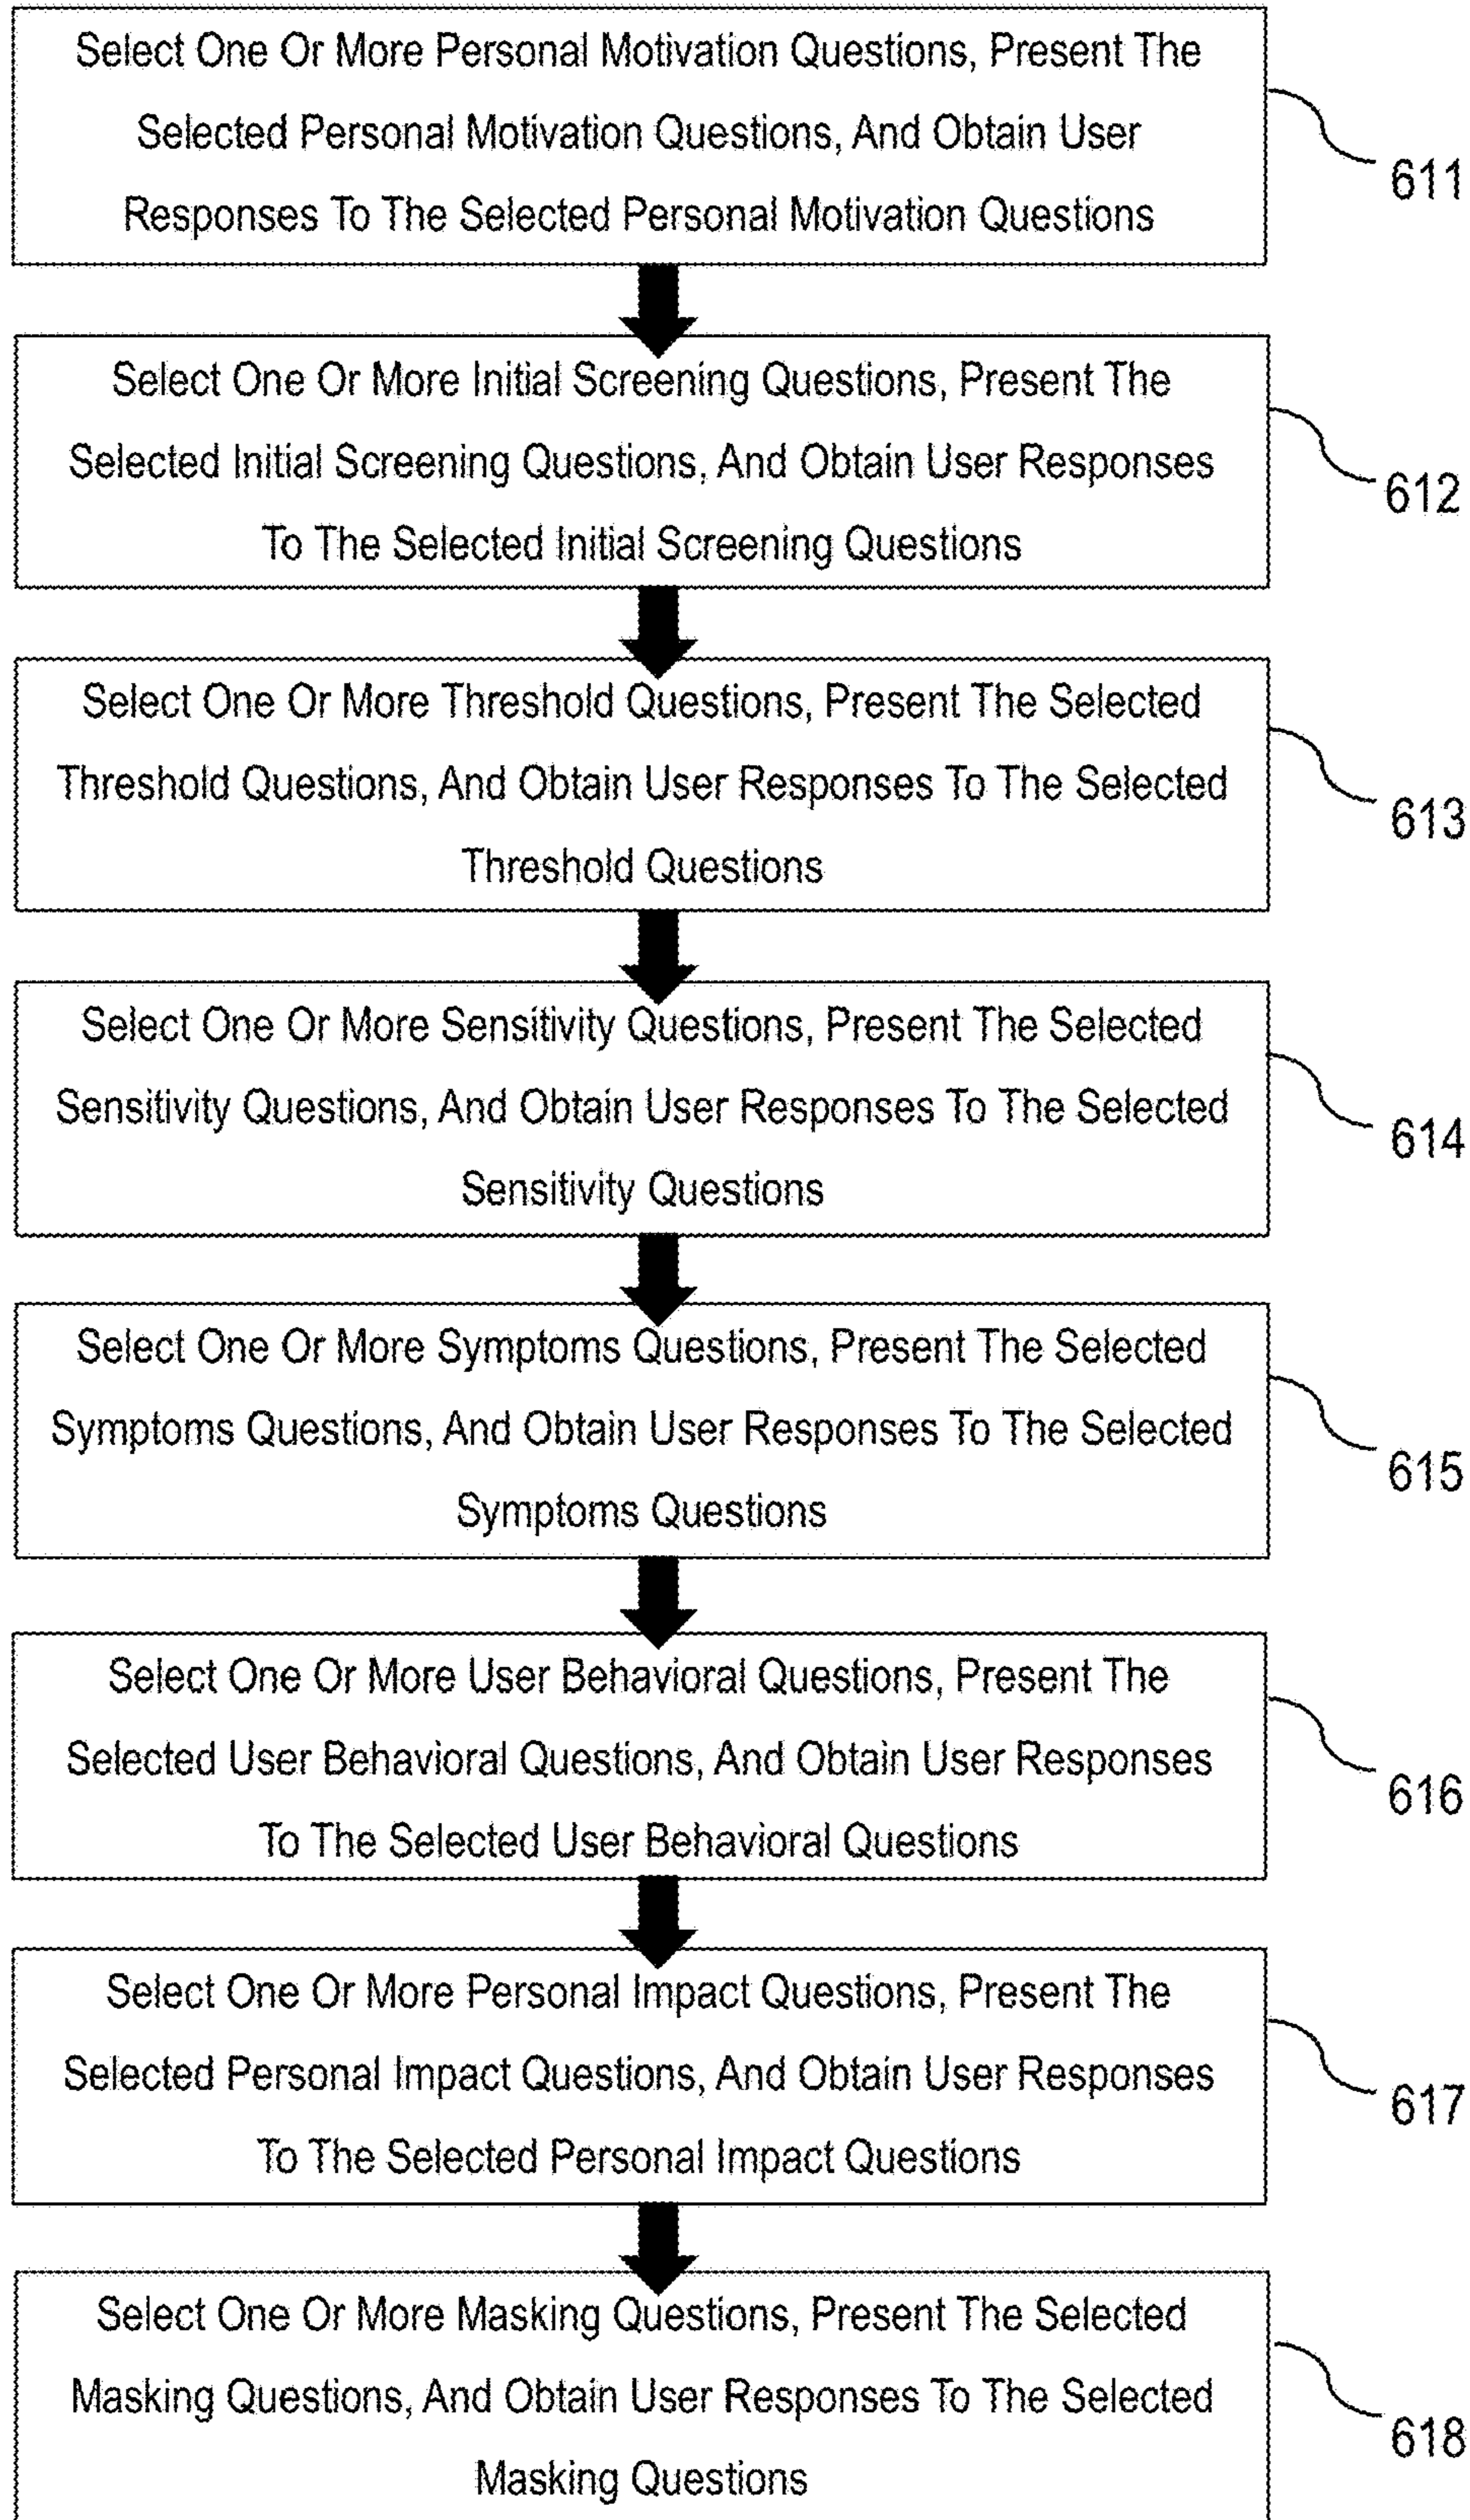 Select One Or More Personal Motivation Questions, Present The
Selected Personal Motivation Questions, And Obtain User
Responses To The Selected Personal Motivation Questions
611
Select One Or More Initial Screening Questions, Present The
Selected Initial Screening Questions, And Obtain User Responses
To The Selected Initial Screening Questions
612
Select One Or More Threshold Questions, Present The Selected
Threshold Questions, And Obtain User Responses To The Selected
Threshold Questions
613
Select One Or More Sensitivity Questions, Present The Selected
Sensitivity Questions, And Obtain User Responses To The Selected
Sensitivity Questions
614
Select One Or More Symptoms Questions, Present The Selected
Symptoms Questions, And Obtain User Responses To The Selected
Symptoms Questions
615
Select One Or More User Behavioral Questions, Present The
Selected User Behavioral Questions, And Obtain User Responses
To The Selected User Behavioral Questions
616
Select One Or More Personal Impact Questions, Present The
Selected Personal Impact Questions, And Obtain User Responses
To The Selected Personal Impact Questions
617
Select One Or More Masking Questions, Present The Selected
Masking Questions, And Obtain User Responses To The Selected
Masking Questions
618